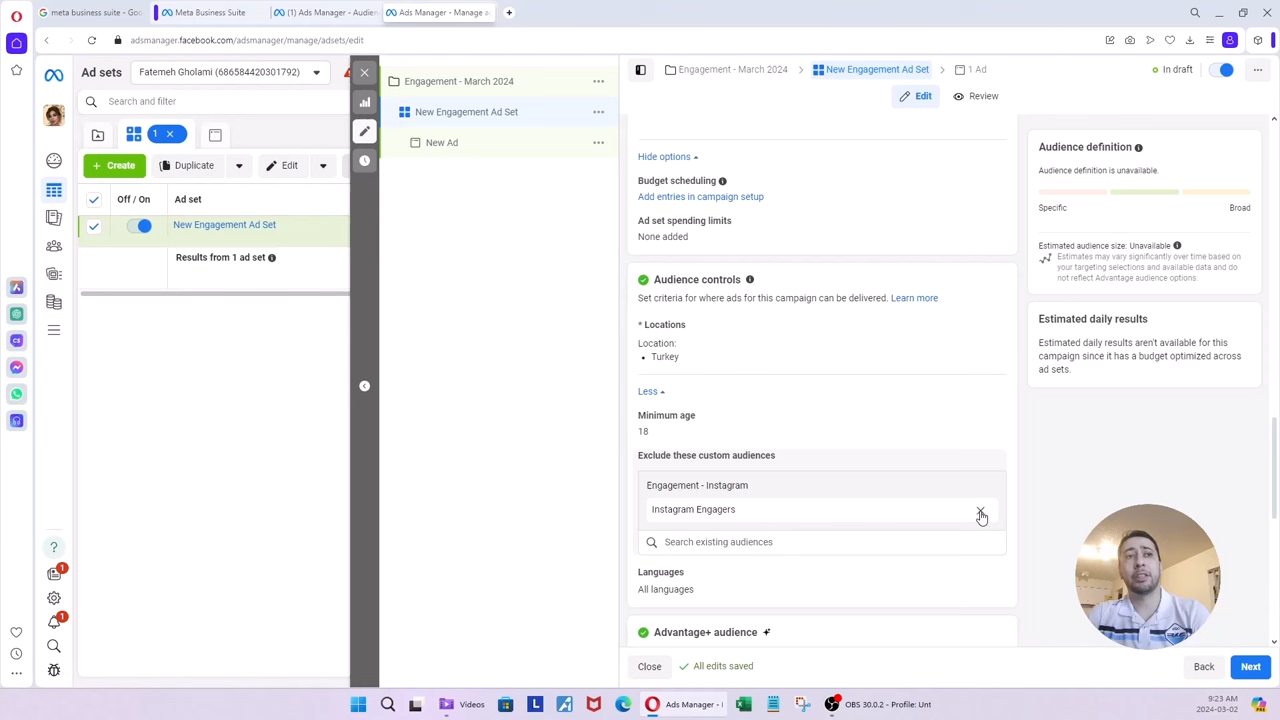 meta business suite - Goo
Meta Business Suite
(1) Ads Manager - Audien
Ads Manager - Manage a
adsmanager.facebook.com/adsmanager/manage/adsets/edit
Ad sets
Fatemeh Gholami (686584420301792)
Search and filter
1
Create
Duplicate
Edit
Off / On
Ad set
New Engagement Ad Set
Results from 1 ad set
?
1
1
Engagement - March 2024
New Engagement Ad Set
New Ad
Engagement - March 2024
New Engagement Ad Set
1 Ad
In draft
Edit
Review
Hide options
Budget scheduling
Add entries in campaign setup
Ad set spending limits
None added
Audience controls
Set criteria for where ads for this campaign can be delivered. Learn more
* Locations
Location:
• Turkey
Less
Minimum age
18
Exclude these custom audiences
Engagement - Instagram
Instagram Engagers
Search existing audiences
Languages
All languages
Advantage+ audience
Close
All edits saved
Back
Next
Audience definition
Audience definition is unavailable.
Specific
Broad
Estimated audience size: Unavailable
Estimates may vary significantly over time based on
your targeting selections and available data and do
not reflect Advantage audience options.
Estimated daily results
Estimated daily results aren't available for this
campaign since it has a budget optimized across
ad sets.
Videos
Ads Manager -
OBS 30.0.2 - Profile: Unt
9:23 AM
2024-03-02